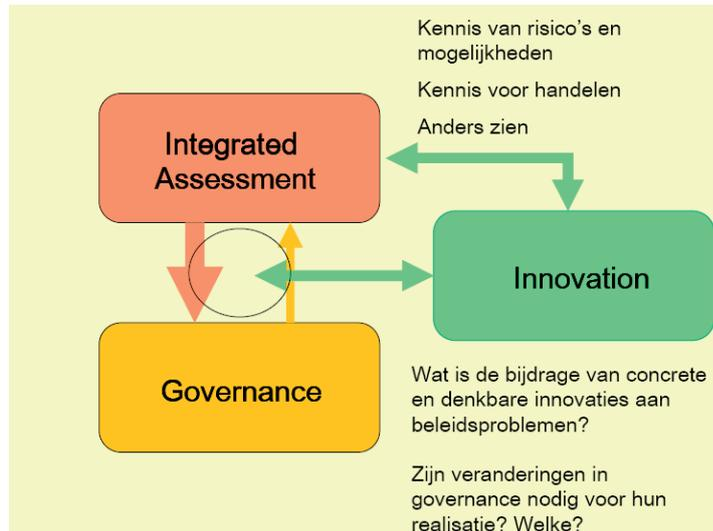 Kennis van risico's en
mogelijkheden
Kennis voor handelen
Anders zien
Integrated
Assessment
Innovation
Governance
Wat is de bijdrage van concrete
en denkbare innovaties aan
beleidsproblemen?
Zijn veranderingen in
governance nodig voor hun
realisatie? Welke?